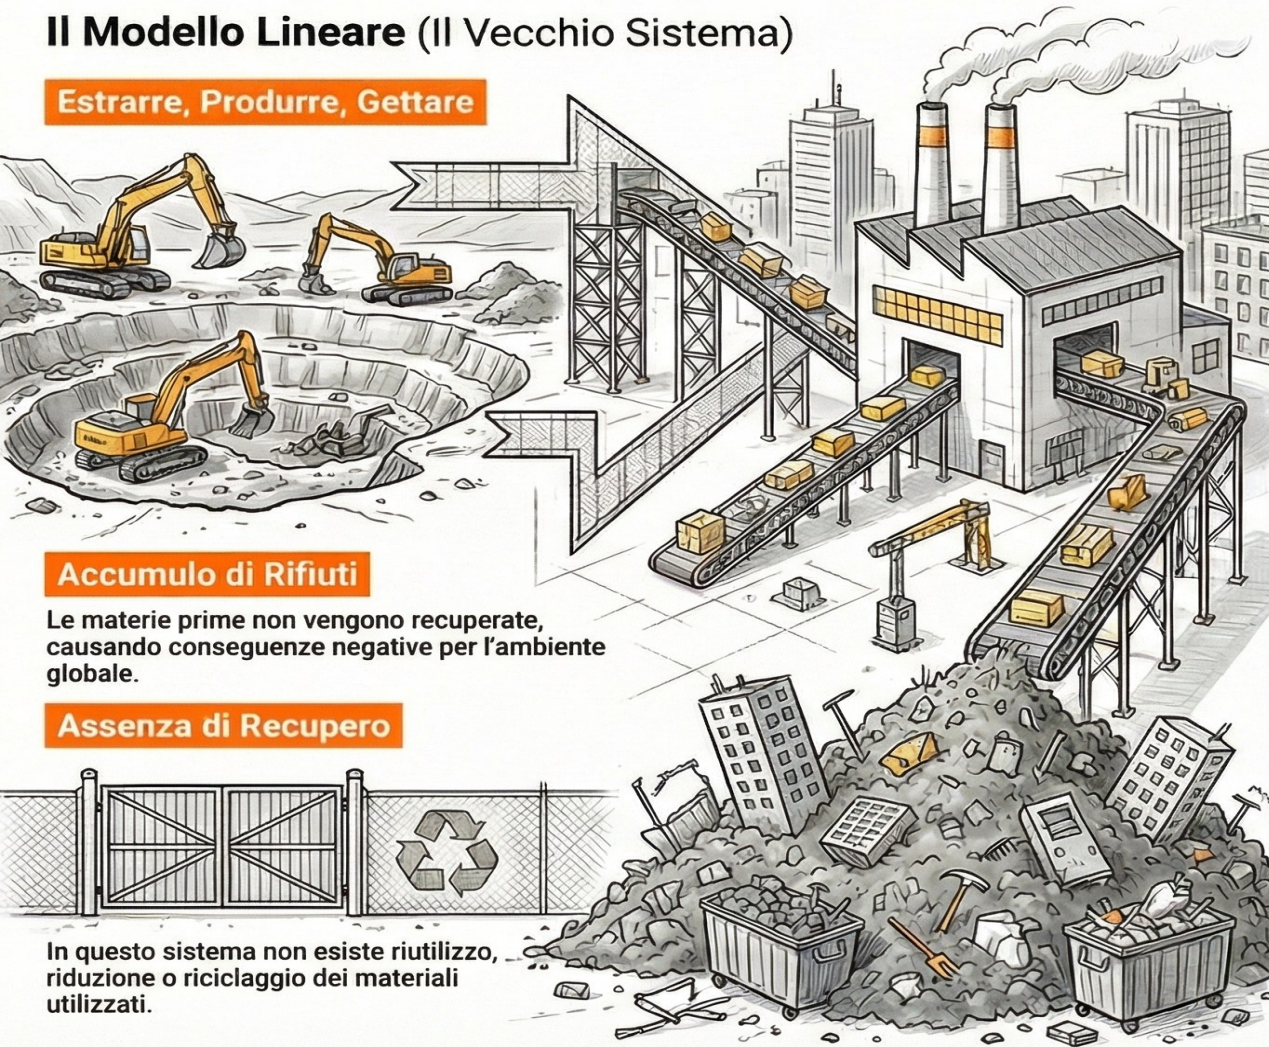 Il Modello Lineare (Il Vecchio Sistema)
Estrarre, Produrre, Gettare
Accumulo di Rifiuti
Le materie prime non vengono recuperate,
causando conseguenze negative per l'ambiente
globale.
Assenza di Recupero
In questo sistema non esiste riutilizzo,
riduzione o riciclaggio dei materiali
utilizzati.